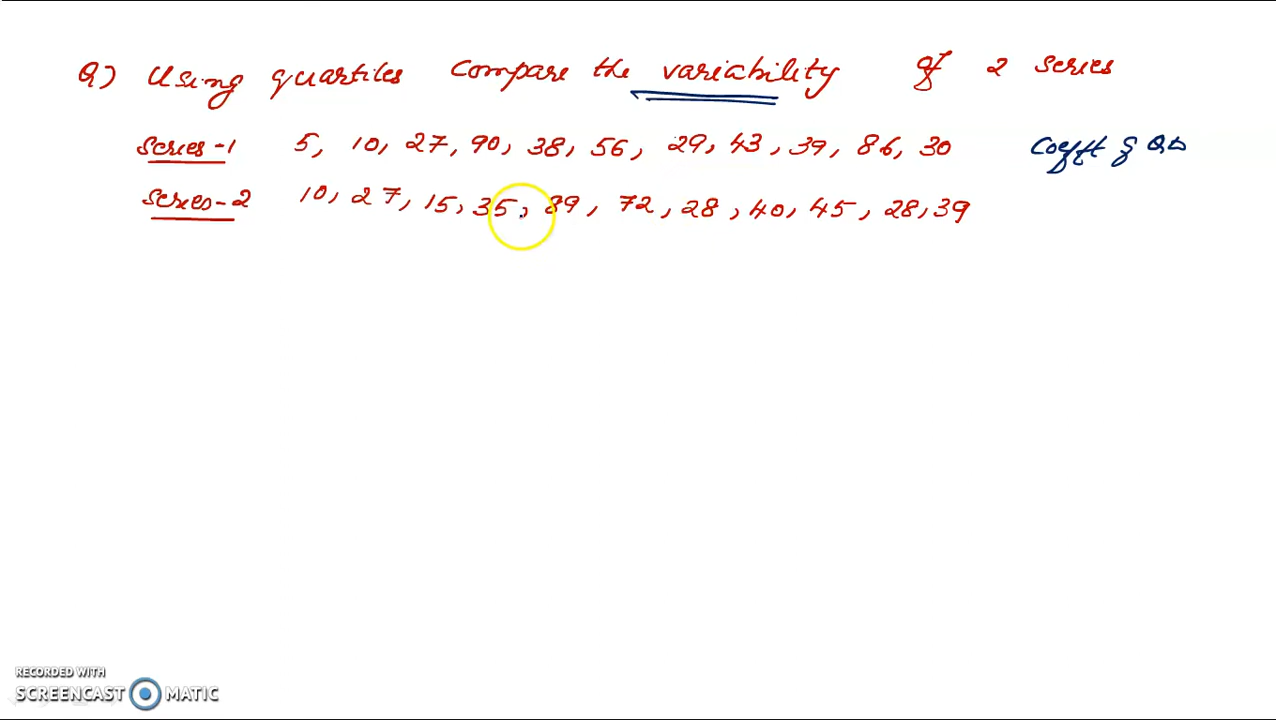 Q) Using quartiles compare the variability of 2 series
Series-1 5, 10, 27, 90, 38, 56, 29, 43, 39, 86, 30 Coefft of QD
Series-2 10, 27, 15, 35, 89, 72, 28, 40, 45, 28, 39
RECORDED WITH
SCREENCAST MATIC